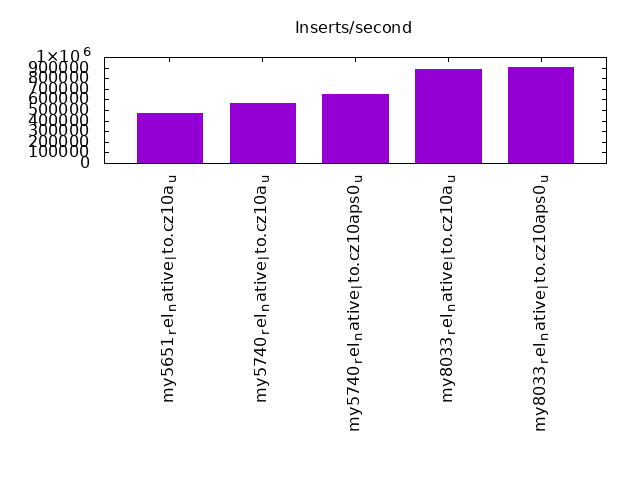 Inserts/second
1×10⁶
900000
800000
700000
600000
500000
400000
300000
200000
100000
0
my5651ᵣelₙativeₗto.cz10aᵤ
my5740ᵣelₙativeₗto.cz10aᵤ
my5740ᵣelₙativeₗto.cz10aps0ᵤ
my8033ᵣelₙativeₗto.cz10aᵤ
my8033ᵣelₙativeₗto.cz10aps0ᵤ